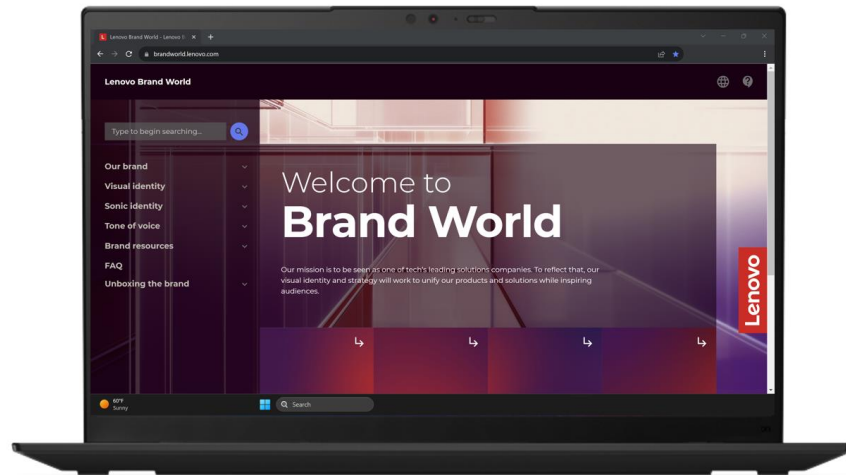 Lenovo Brand World - Lenovo B
brandworld.lenovo.com
Lenovo Brand World
Type to begin searching...
Our brand
Visual identity
Sonic identity
Tone of voice
Brand resources
FAQ
Unboxing the brand
Welcome to
Brand World
Our mission is to be seen as one of tech's leading solutions companies. To reflect that, our
visual identity and strategy will work to unify our products and solutions while inspiring
audiences.
Lenovo
60°F
Sunny
Search